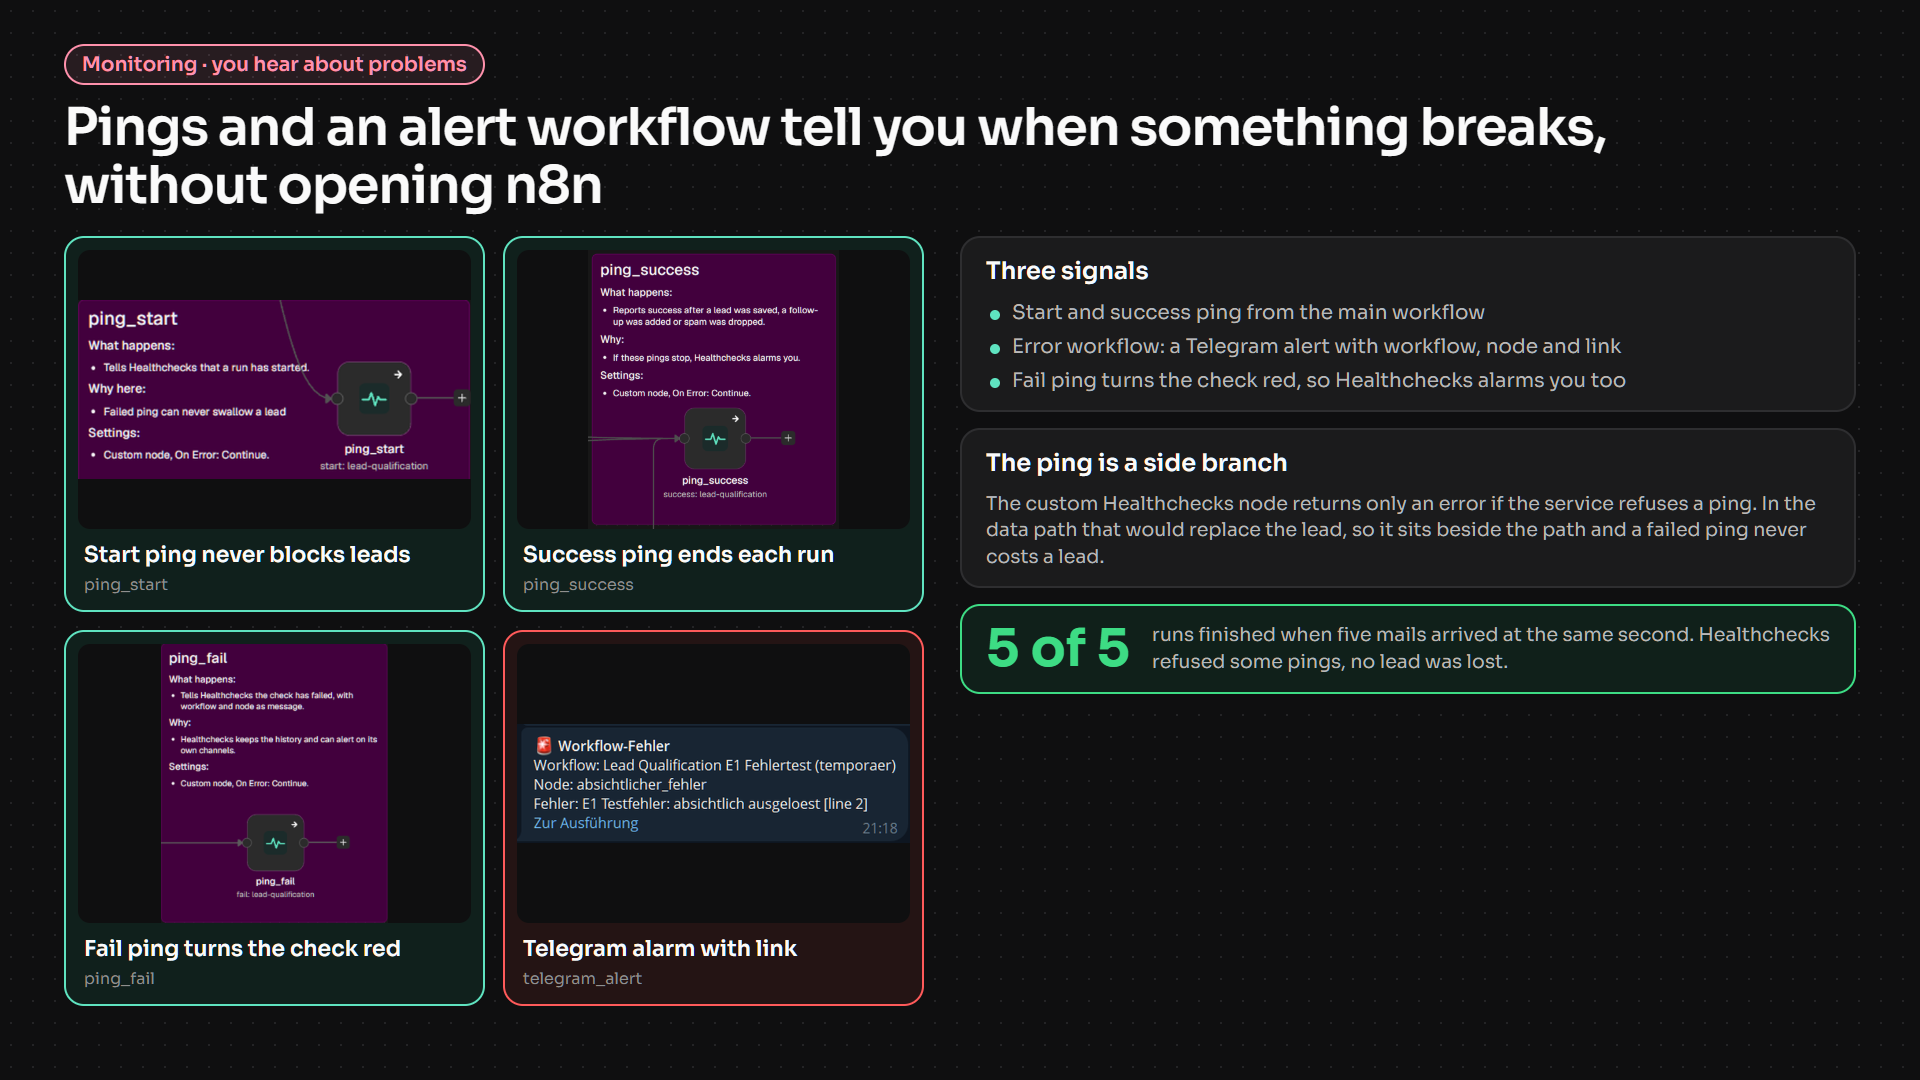 Monitoring · you hear about problems
Pings and an alert workflow tell you when something breaks,
without opening n8n
ping_start
What happens:
• Tells Healthchecks that a run has started.
Why here:
• Failed ping can never swallow a lead
Settings:
• Custom node, On Error: Continue.
ping_start
start: lead-qualification
Start ping never blocks leads
ping_start
ping_success
What happens:
• Reports success after a lead was saved, a follow-
up was added or spam was dropped.
Why:
• If these pings stop, Healthchecks alarms you.
Settings:
• Custom node, On Error: Continue.
ping_success
success: lead-qualification
Success ping ends each run
ping_success
ping_fail
What happens:
• Tells Healthchecks the check has failed, with
workflow and node as message.
Why:
• Healthchecks keeps the history and can alert on its
own channels.
Settings:
• Custom node, On Error: Continue.
ping_fail
fail: lead-qualification
Fail ping turns the check red
ping_fail
🚨 Workflow-Fehler
Workflow: Lead Qualification E1 Fehlertest (temporaer)
Node: absichtlicher_fehler
Fehler: E1 Testfehler: absichtlich ausgeloest [line 2]
Zur Ausführung
21:18
Telegram alarm with link
telegram_alert
Three signals
• Start and success ping from the main workflow
• Error workflow: a Telegram alert with workflow, node and link
• Fail ping turns the check red, so Healthchecks alarms you too
The ping is a side branch
The custom Healthchecks node returns only an error if the service refuses a ping. In the
data path that would replace the lead, so it sits beside the path and a failed ping never
costs a lead.
5 of 5
runs finished when five mails arrived at the same second. Healthchecks
refused some pings, no lead was lost.